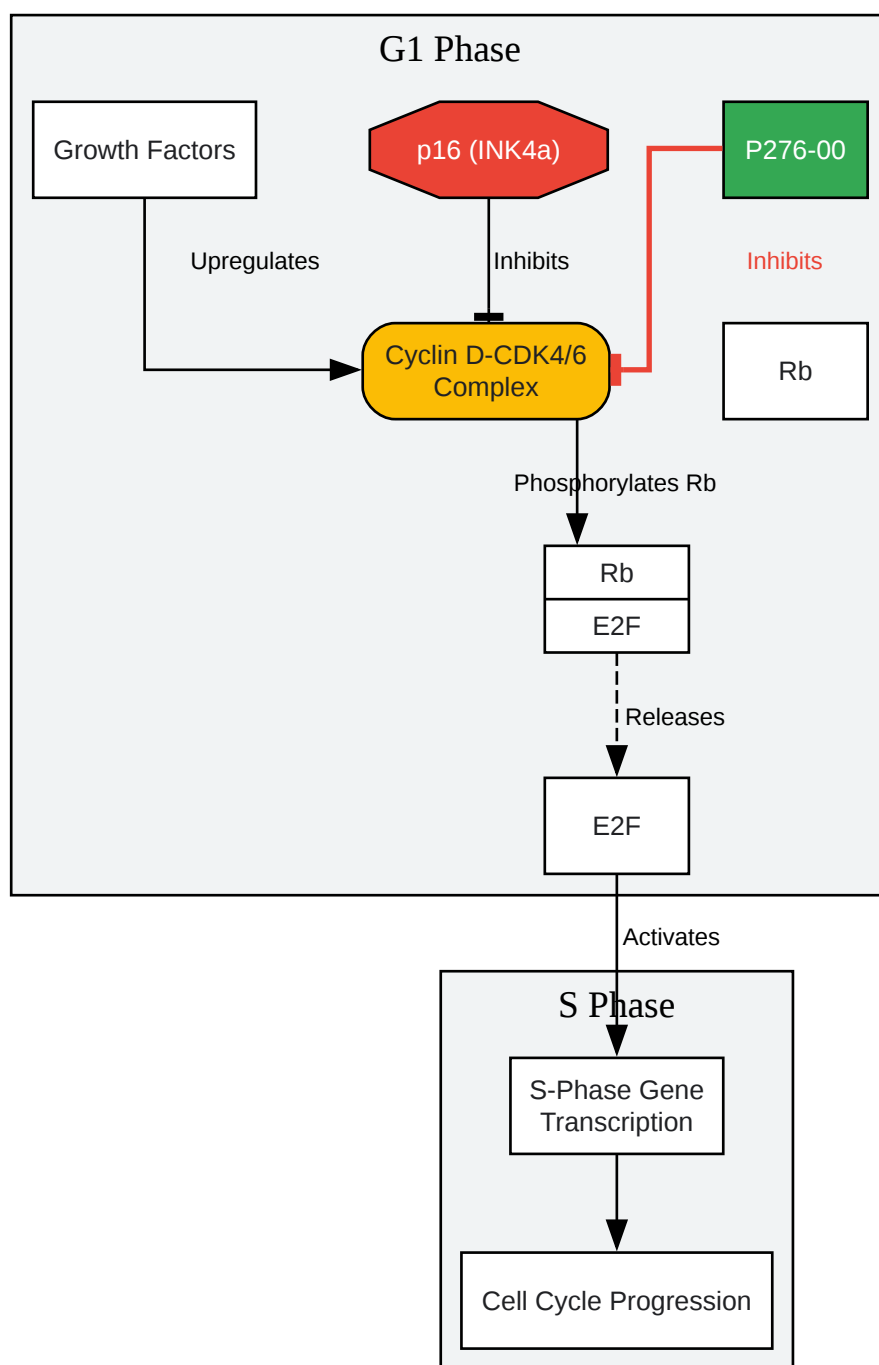 G1 Phase
Growth Factors
p16 (INK4a)
P276-00
Upregulates
Inhibits
Inhibits
Cyclin D-CDK4/6
Complex
Rb
Phosphorylates Rb
Rb
E2F
Releases
E2F
Activates
S Phase
S-Phase Gene
Transcription
Cell Cycle Progression